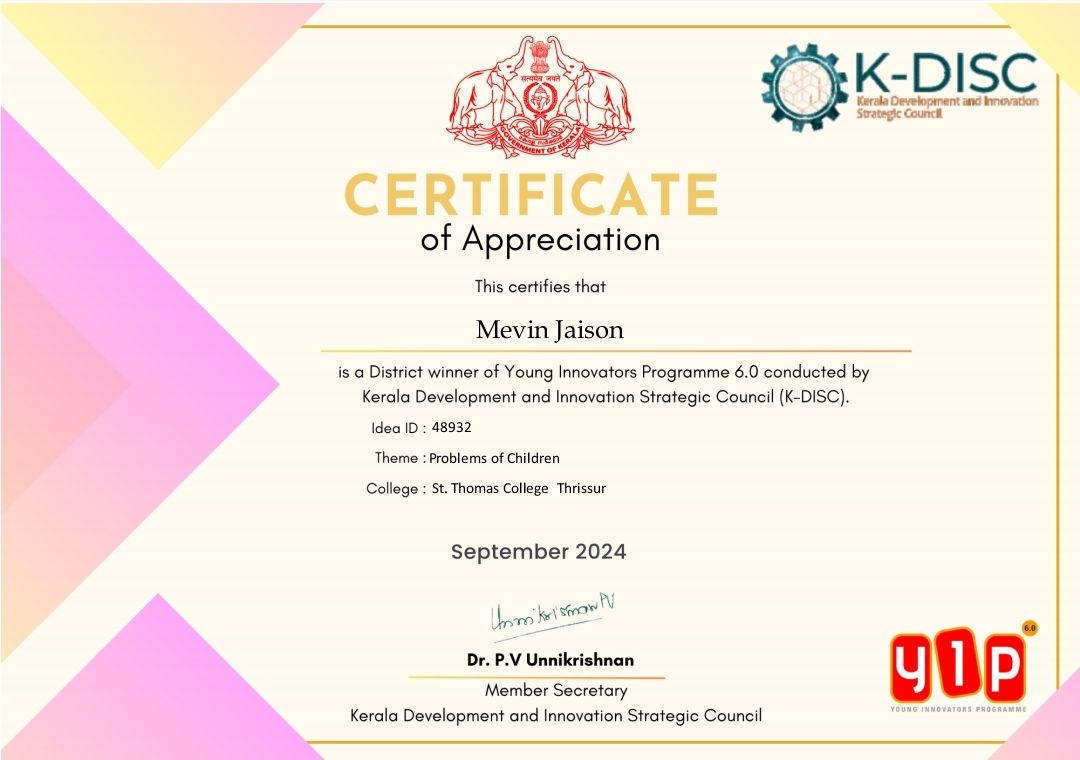 सत्यमेव जयते
GOVERNMENT OF KERALA
K-DISC
Kerala Development and Innovation
Strategic Council
CERTIFICATE
of Appreciation
This certifies that
Mevin Jaison
is a District winner of Young Innovators Programme 6.0 conducted by
Kerala Development and Innovation Strategic Council (K-DISC).
Idea ID : 48932
Theme : Problems of Children
College : St. Thomas College Thrissur
September 2024
Unnikrishnan PV
Dr. P.V Unnikrishnan
Member Secretary
Kerala Development and Innovation Strategic Council
6.0
yip
YOUNG INNOVATORS PROGRAMME